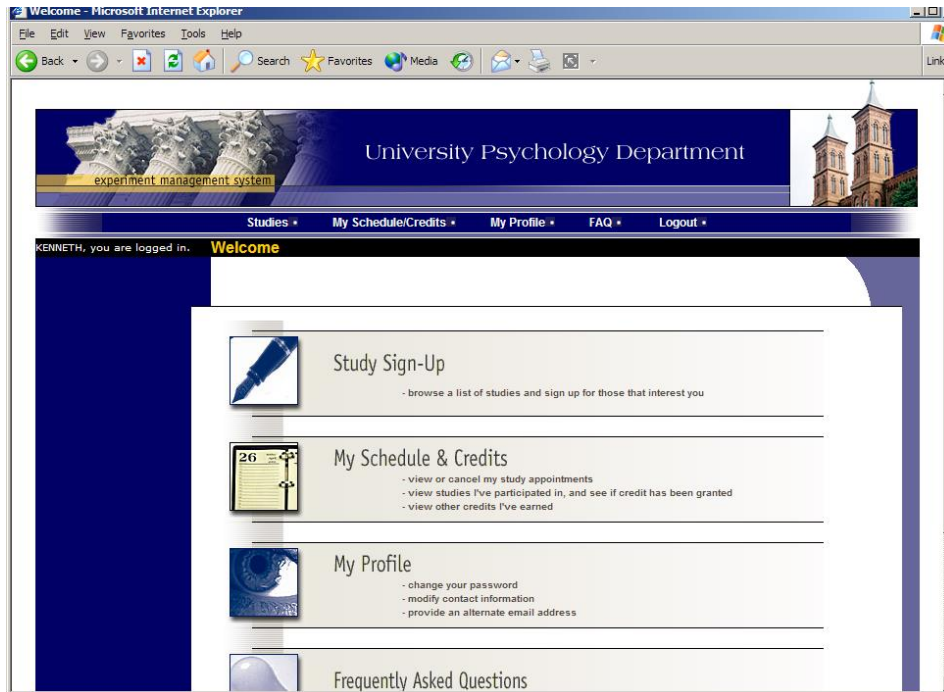 Welcome - Microsoft Internet Explorer
File Edit View Favorites Tools Help
Back Search Favorites Media
Link
University Psychology Department
experiment management system
Studies My Schedule/Credits My Profile FAQ Logout
KENNETH, you are logged in. Welcome
Study Sign-Up
- browse a list of studies and sign up for those that interest you
26
My Schedule & Credits
- view or cancel my study appointments
- view studies I've participated in, and see if credit has been granted
- view other credits I've earned
My Profile
- change your password
- modify contact information
- provide an alternate email address
Frequently Asked Questions